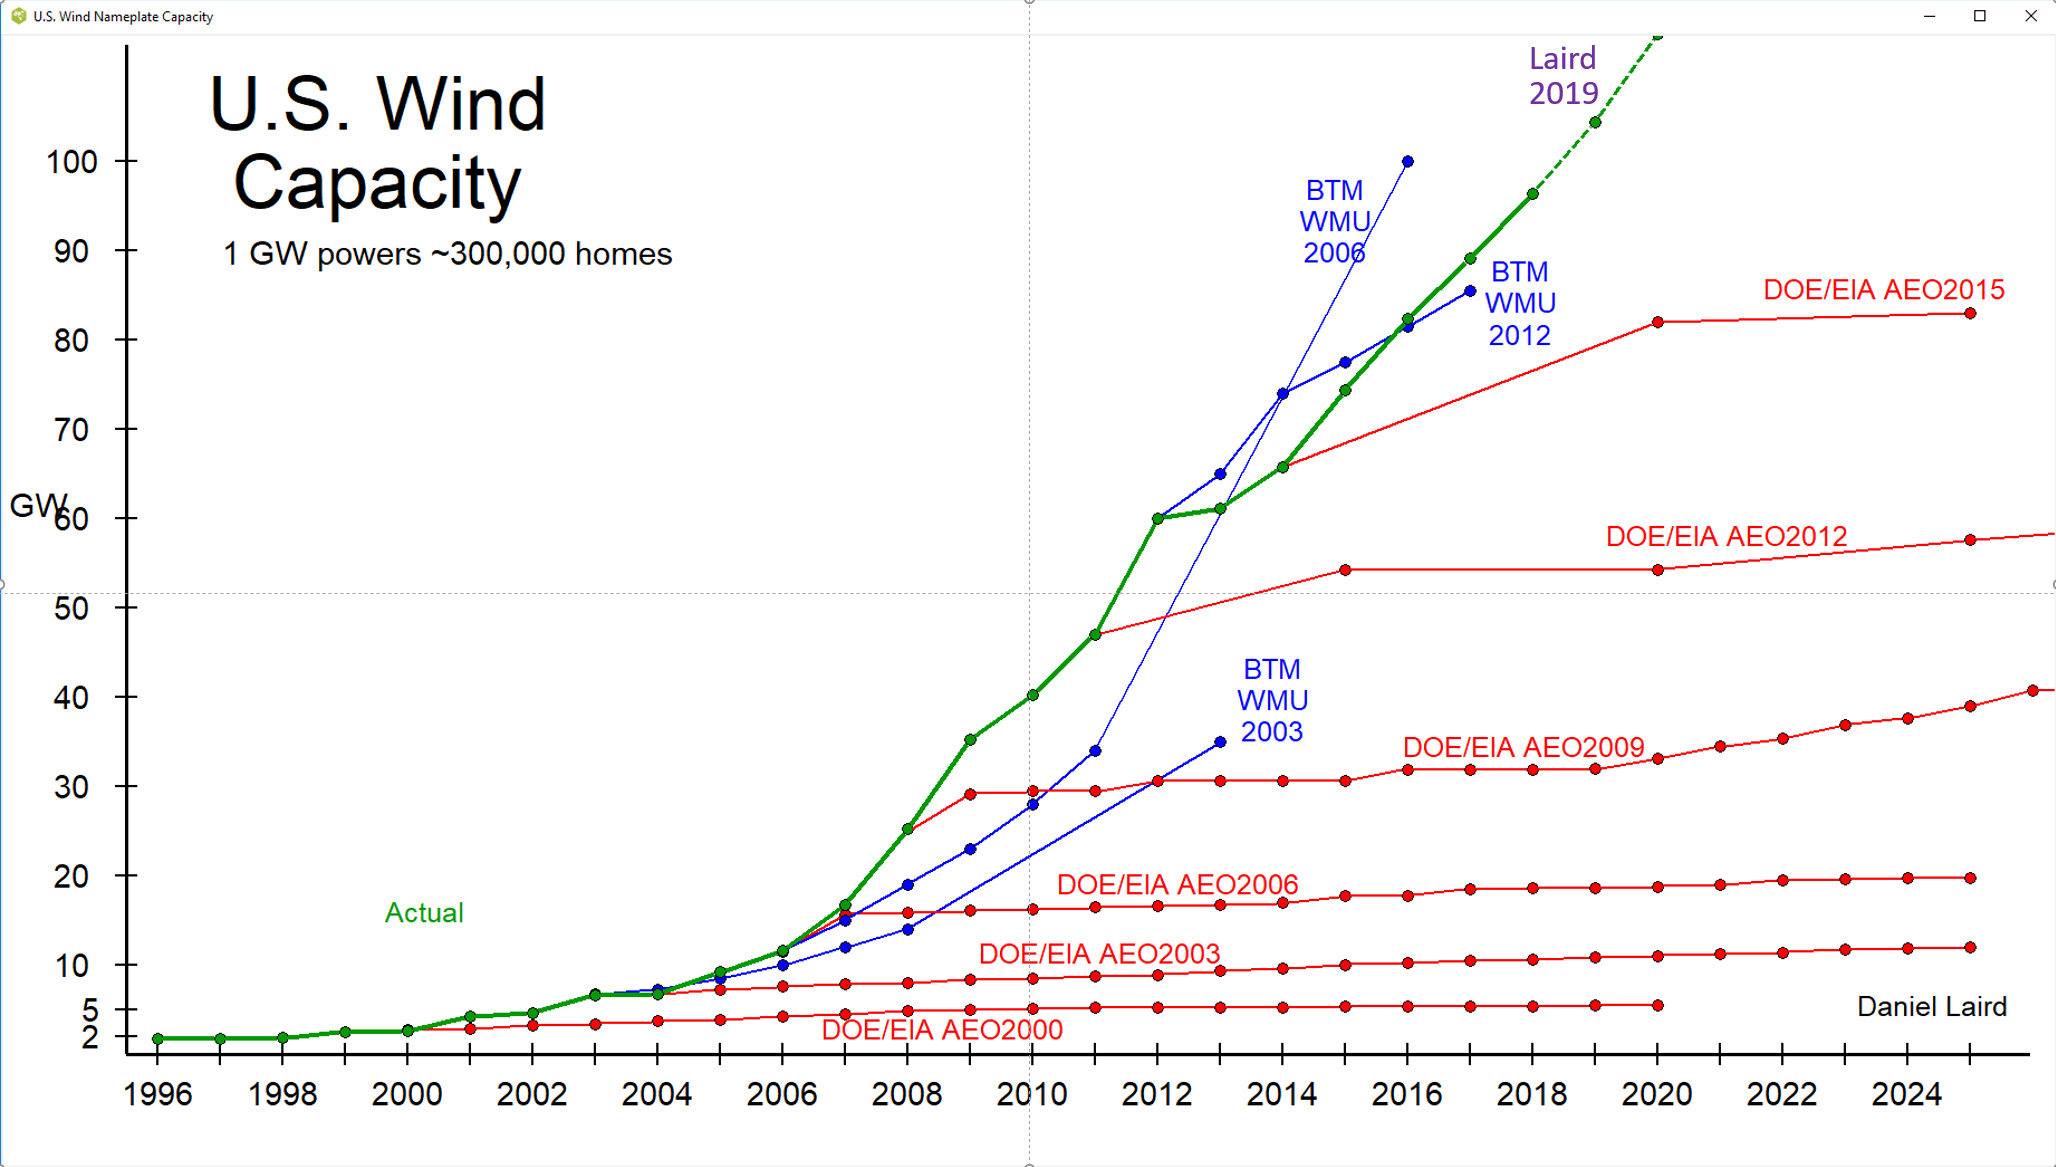 U.S. Wind Nameplate Capacity
U.S. Wind
Capacity
1 GW powers ~300,000 homes
Laird
2019
BTM
WMU
2006
BTM
WMU
2012
DOE/EIA AEO2015
DOE/EIA AEO2012
BTM
WMU
2003
DOE/EIA AEO2009
DOE/EIA AEO2006
Actual
DOE/EIA AEO2003
DOE/EIA AEO2000
Daniel Laird
GW
100
90
80
70
60
50
40
30
20
10
5
2
1996 1998 2000 2002 2004 2006 2008 2010 2012 2014 2016 2018 2020 2022 2024